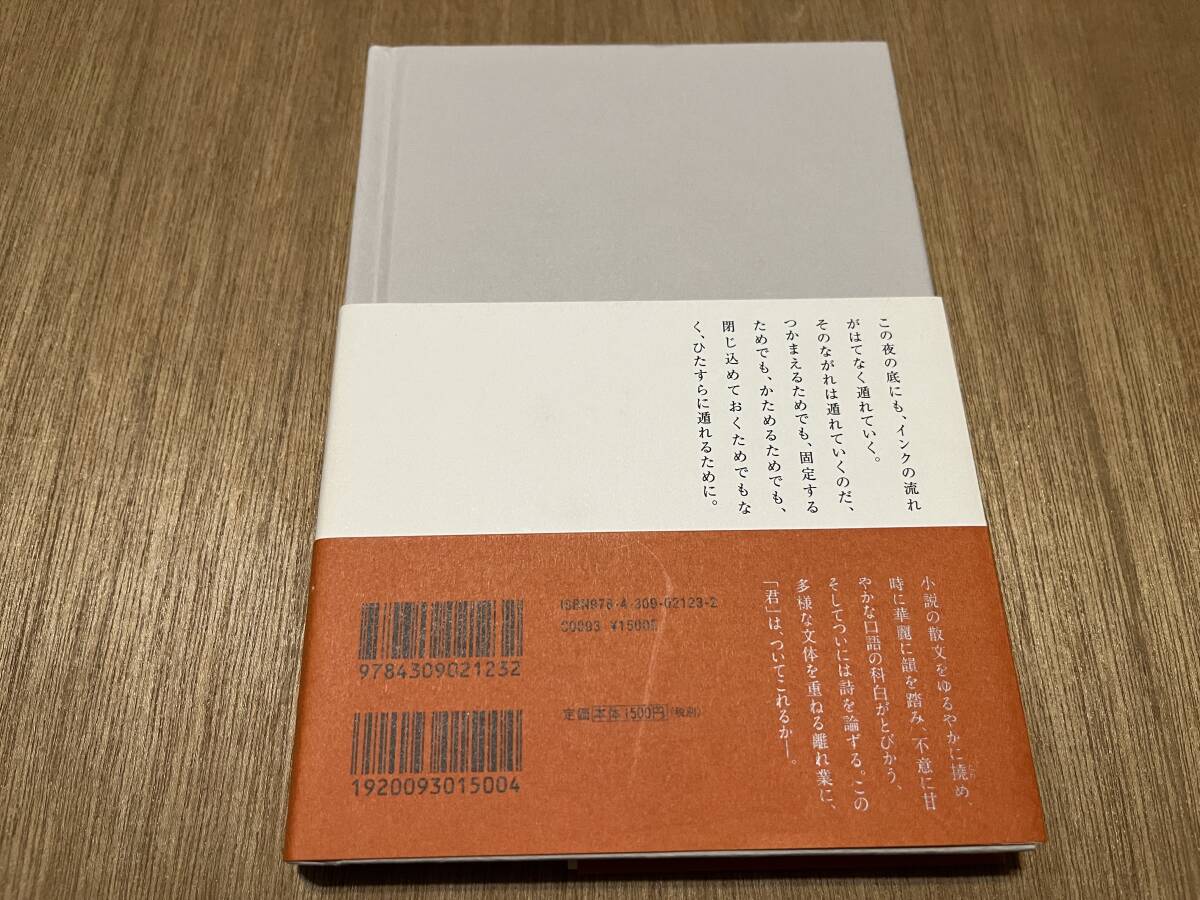 この夜の底にも、インクの流れ
がはてなく遁れていく。
そのながれは遁れていくのだ、
つかまえるためでも、固定する
ためでも、かためるためでも、
閉じ込めておくためでもな
く、ひたすらに遁れるために。
小説の散文をゆるやかに撓め、
時に華麗に韻を踏み、不意に甘
やかな口語の科白がとびかう、
そしてついには詩を論ずる。この
多様な文体を重ねる離れ業に、
「君」は、ついてこれるか―。
ISBN978-4-309-02123-2
C0093 ¥1500E
定価 本体1500円(税別)
9784309021232
1920093015004